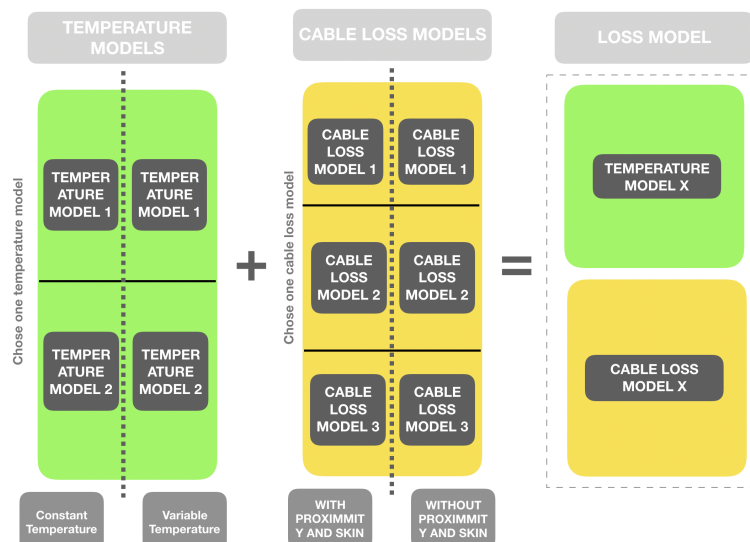 TEMPERATURE
MODELS
CABLE LOSS MODELS
LOSS MODEL
Chose one temperature model
TEMPER
ATURE
MODEL 1
TEMPER
ATURE
MODEL 1
TEMPER
ATURE
MODEL 2
TEMPER
ATURE
MODEL 2
Constant
Temperature
Variable
Temperature
+
Chose one cable loss model
CABLE
LOSS
MODEL 1
CABLE
LOSS
MODEL 1
CABLE
LOSS
MODEL 2
CABLE
LOSS
MODEL 2
CABLE
LOSS
MODEL 3
CABLE
LOSS
MODEL 3
WITH
PROXIMMIT
Y AND SKIN
WITHOUT
PROXIMMIT
Y AND SKIN
=
TEMPERATURE
MODEL X
CABLE LOSS
MODEL X